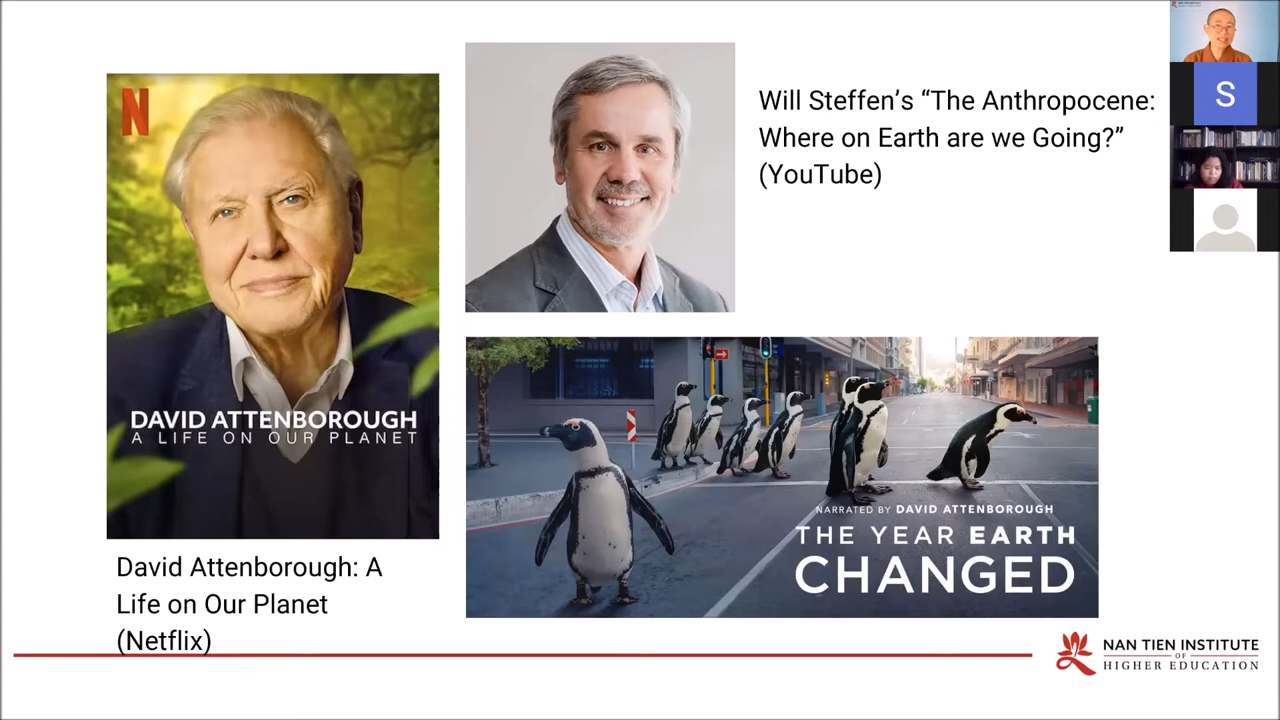 N
DAVID ATTENBOROUGH
A LIFE ON OUR PLANET
David Attenborough: A
Life on Our Planet
(Netflix)
Will Steffen’s “The Anthropocene:
Where on Earth are we Going?”
(YouTube)
NARRATED BY DAVID ATTENBOROUGH
THE YEAR EARTH
CHANGED
S
NAN TIEN INSTITUTE
OF
HIGHER EDUCATION